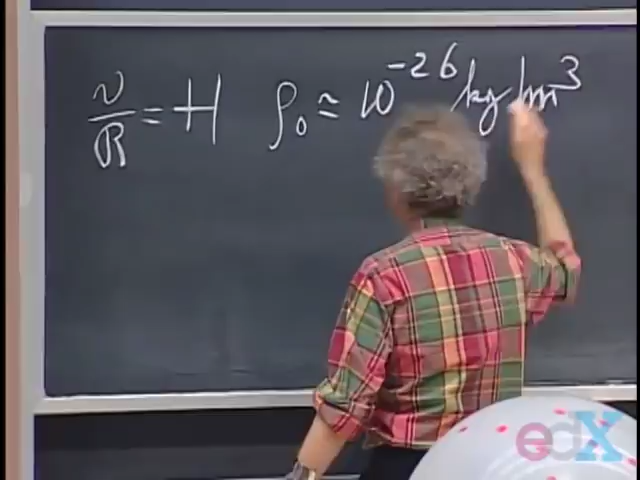 v/R = H ρ₀ ≈ 10⁻²⁶ kg/m³
edX